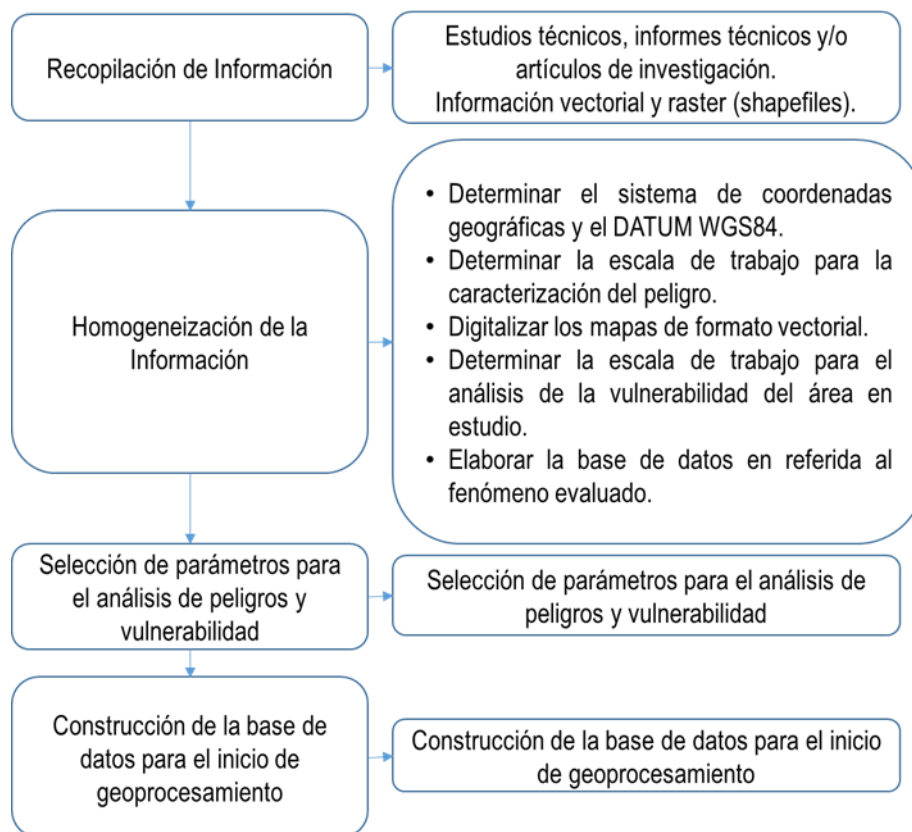 Recopilación de Información
Estudios técnicos, informes técnicos y/o
artículos de investigación.
Información vectorial y raster (shapefiles).
Homogeneización de la
Información
• Determinar el sistema de coordenadas
geográficas y el DATUM WGS84.
• Determinar la escala de trabajo para la
caracterización del peligro.
• Digitalizar los mapas de formato vectorial.
• Determinar la escala de trabajo para el
análisis de la vulnerabilidad del área en
estudio.
• Elaborar la base de datos en referida al
fenómeno evaluado.
Selección de parámetros para
el análisis de peligros y
vulnerabilidad
Selección de parámetros para el análisis de
peligros y vulnerabilidad
Construcción de la base de
datos para el inicio de
geoprocesamiento
Construcción de la base de datos para el inicio
de geoprocesamiento